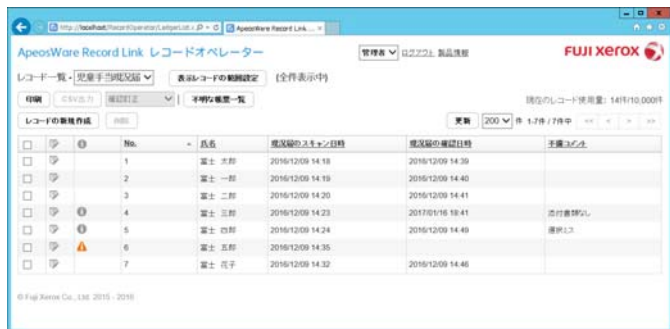 http://localhost/RecordOperator/LedgerList.
ApeosWare Record Link ...
ApeosWare Record Link レコードオペレーター
管理者 ログアウト 製品情報
FUJI XEROX
レコード一覧 - 児童手当現況届 表示レコードの範囲設定 (全件表示中)
印刷 CSV出力 確認訂正 不明な帳票一覧
現在のレコード使用量: 141件/10,000件
レコードの新規作成 削除
更新 200 件 1-7件 / 7件中 << < > >>
No. 氏名 現況届のスキャン日時 現況届の確認日時 不備コメント
1 富士 太郎 2016/12/09 14:18 2016/12/09 14:39
2 富士 一郎 2016/12/09 14:19 2016/12/09 14:40
3 富士 二郎 2016/12/09 14:20 2016/12/09 14:41
4 富士 三郎 2016/12/09 14:23 2017/01/16 18:41 添付書類なし
5 富士 四郎 2016/12/09 14:24 2016/12/09 14:49 選択ミス
6 富士 五郎 2016/12/09 14:35
7 富士 花子 2016/12/09 14:32 2016/12/09 14:46
© Fuji Xerox Co., Ltd. 2015 - 2016